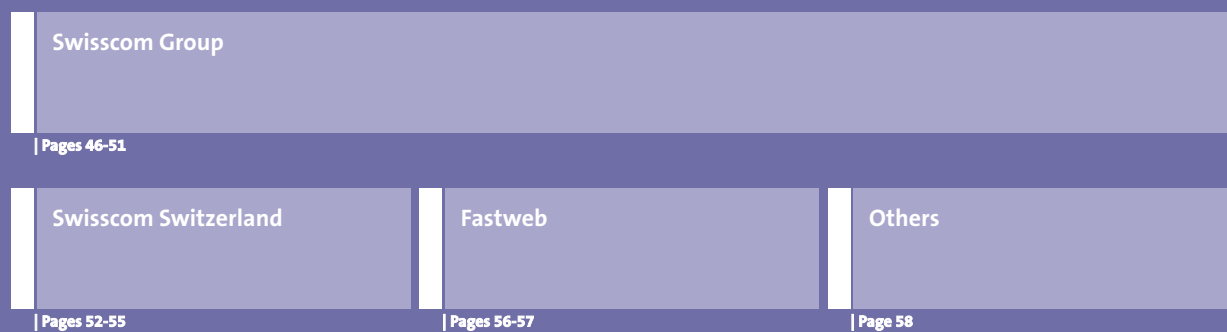 Swisscom Group
| Pages 46-51
Swisscom Switzerland
| Pages 52-55
Fastweb
| Pages 56-57
Others
| Page 58